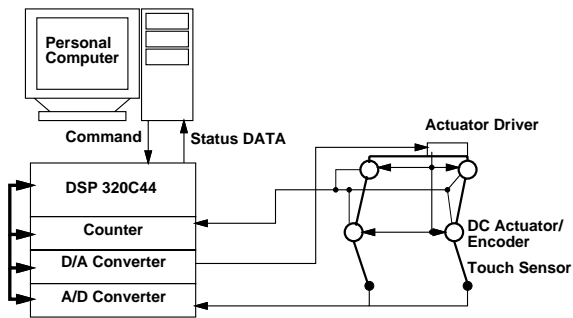 Personal
Computer
Command
Status DATA
Actuator Driver
DSP 320C44
Counter
D/A Converter
A/D Converter
DC Actuator/
Encoder
Touch Sensor